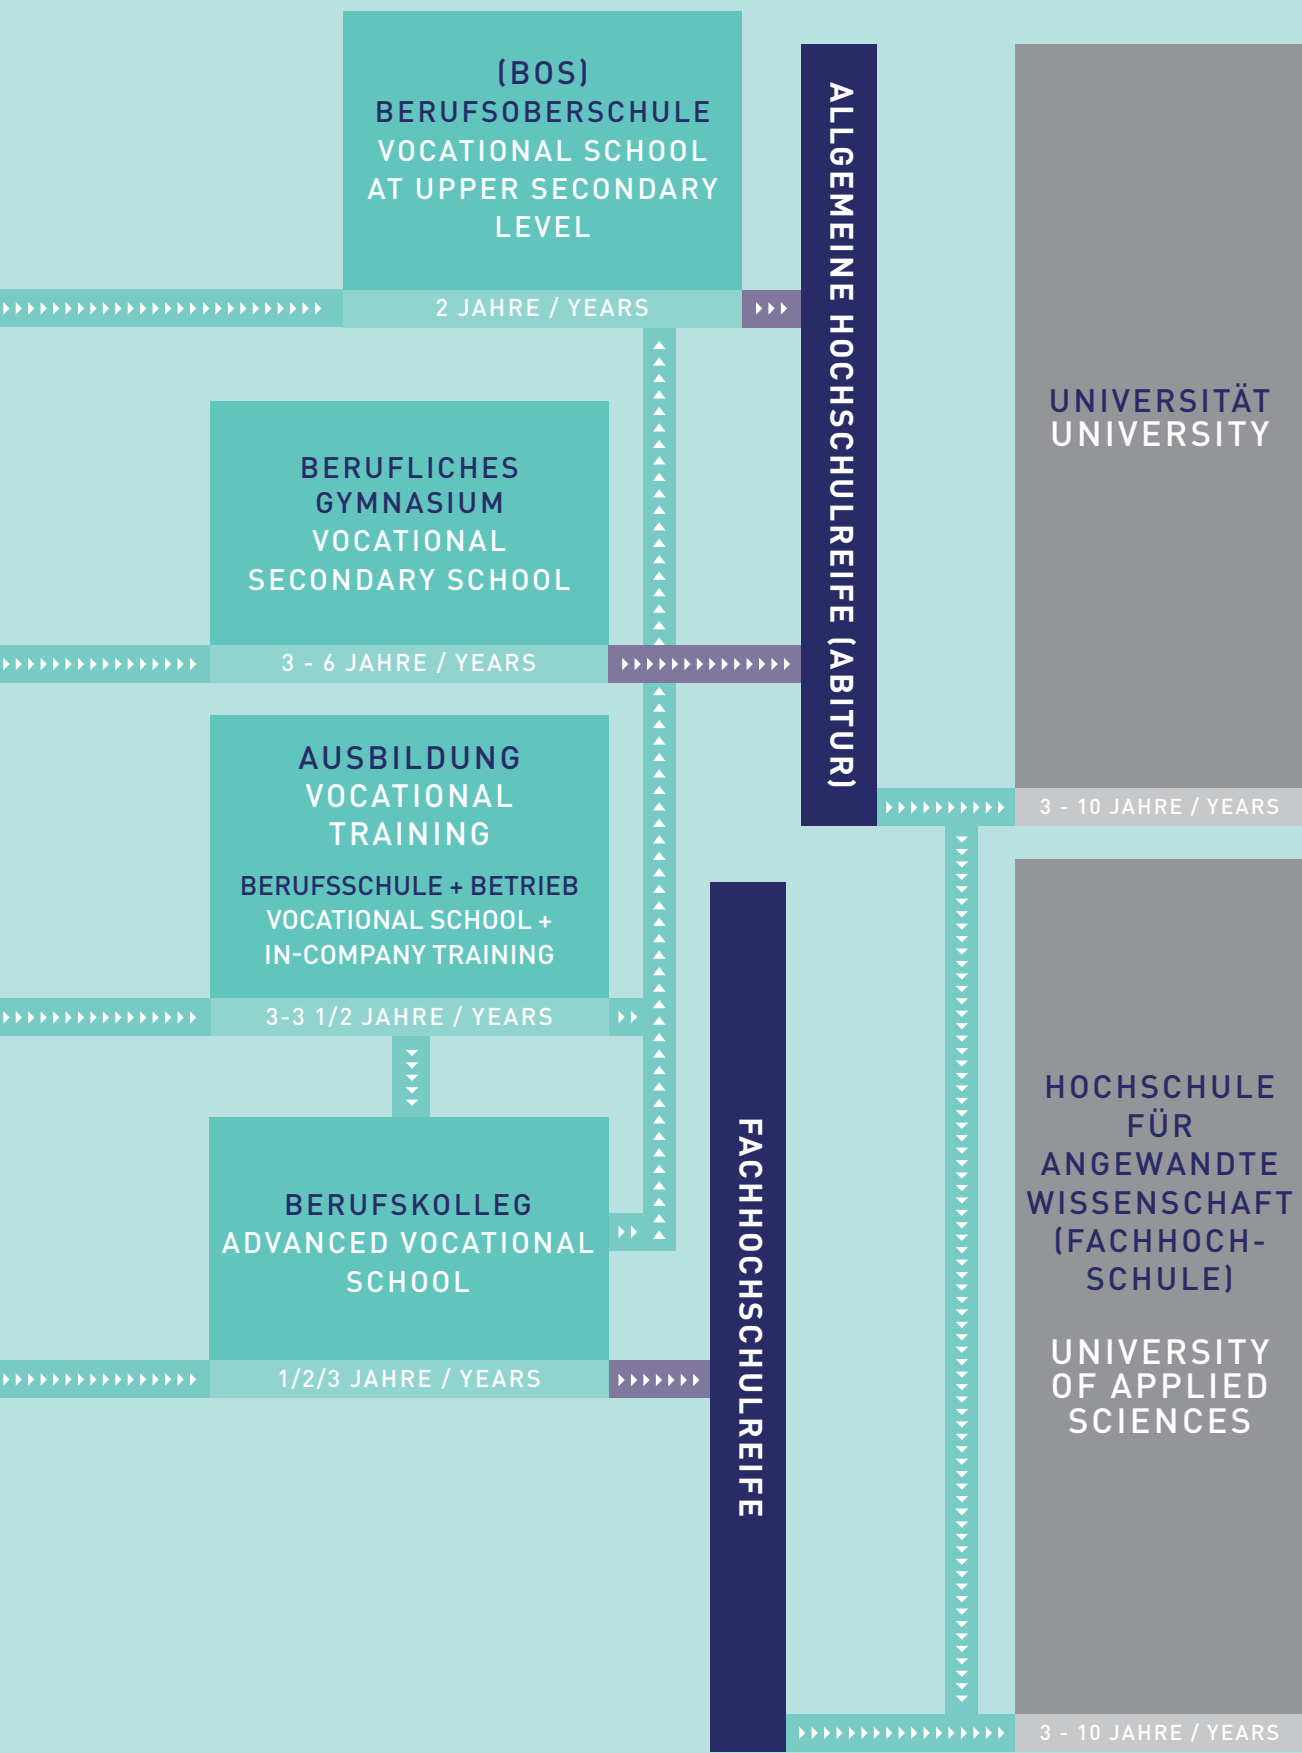 (BOS)
BERUFSOBERSCHULE
VOCATIONAL SCHOOL
AT UPPER SECONDARY
LEVEL
2 JAHRE / YEARS
BERUFLICHES
GYMNASIUM
VOCATIONAL
SECONDARY SCHOOL
3 - 6 JAHRE / YEARS
AUSBILDUNG
VOCATIONAL
TRAINING
BERUFSSCHULE + BETRIEB
VOCATIONAL SCHOOL +
IN-COMPANY TRAINING
3-3 1/2 JAHRE / YEARS
BERUFSKOLLEG
ADVANCED VOCATIONAL
SCHOOL
1/2/3 JAHRE / YEARS
FACHHOCHSCHULREIFE
ALLGEMEINE HOCHSCHULREIFE (ABITUR)
UNIVERSITÄT
UNIVERSITY
3 - 10 JAHRE / YEARS
HOCHSCHULE
FÜR
ANGEWANDTE
WISSENSCHAFT
(FACHHOCH-
SCHULE)
UNIVERSITY
OF APPLIED
SCIENCES
3 - 10 JAHRE / YEARS